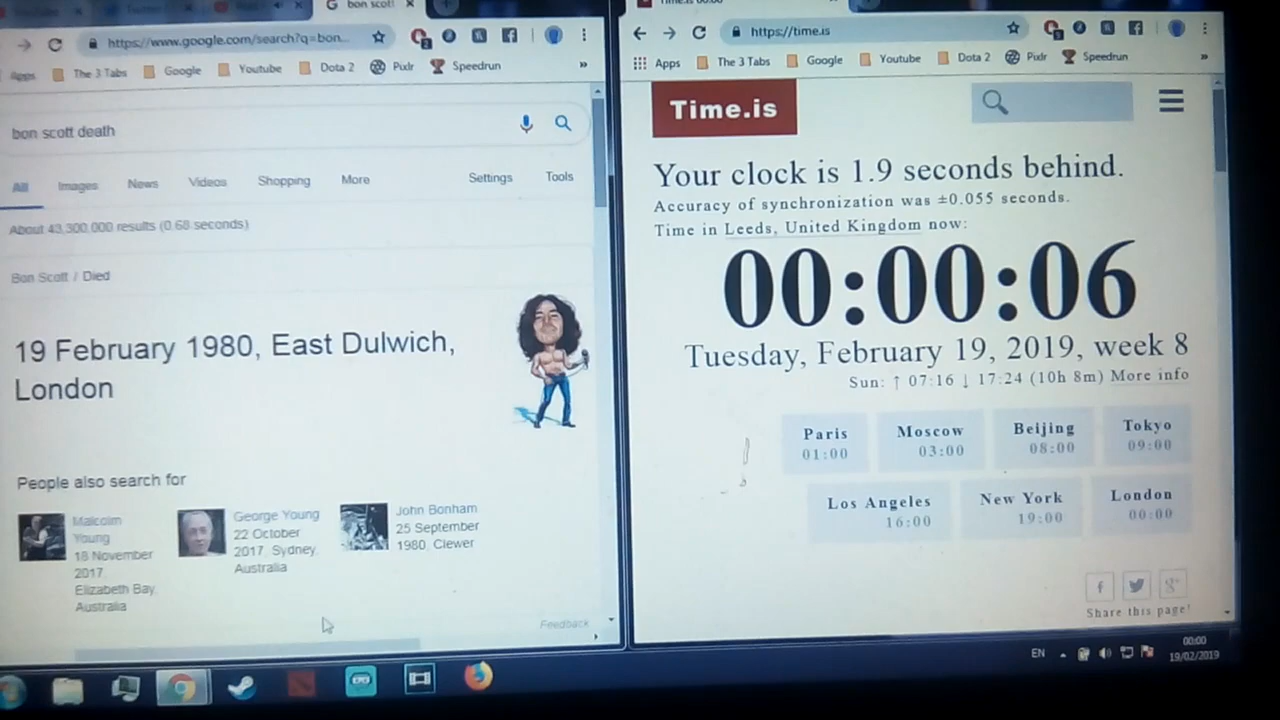 bon scot
https://www.google.com/search?q=bon...
Apps The 3 Tabs Google Youtube Dota 2 Pixlr Speedrun »
bon scott death
All Images News Videos Shopping More Settings Tools
About 43,300,000 results (0.68 seconds)
Bon Scott / Died
19 February 1980, East Dulwich,
London
People also search for
Malcolm
Young
18 November
2017,
Elizabeth Bay,
Australia
George Young
22 October
2017, Sydney,
Australia
John Bonham
25 September
1980, Clewer
Feedback
https://time.is
Apps The 3 Tabs Google Youtube Dota 2 Pixlr Speedrun »
Time.is
Your clock is 1.9 seconds behind.
Accuracy of synchronization was ±0.055 seconds.
Time in Leeds, United Kingdom now:
00:00:06
Tuesday, February 19, 2019, week 8
Sun: ↑ 07:16 ↓ 17:24 (10h 8m) More info
Paris
01:00
Moscow
03:00
Beijing
08:00
Tokyo
09:00
Los Angeles
16:00
New York
19:00
London
00:00
Share this page!
EN
00:00
19/02/2019